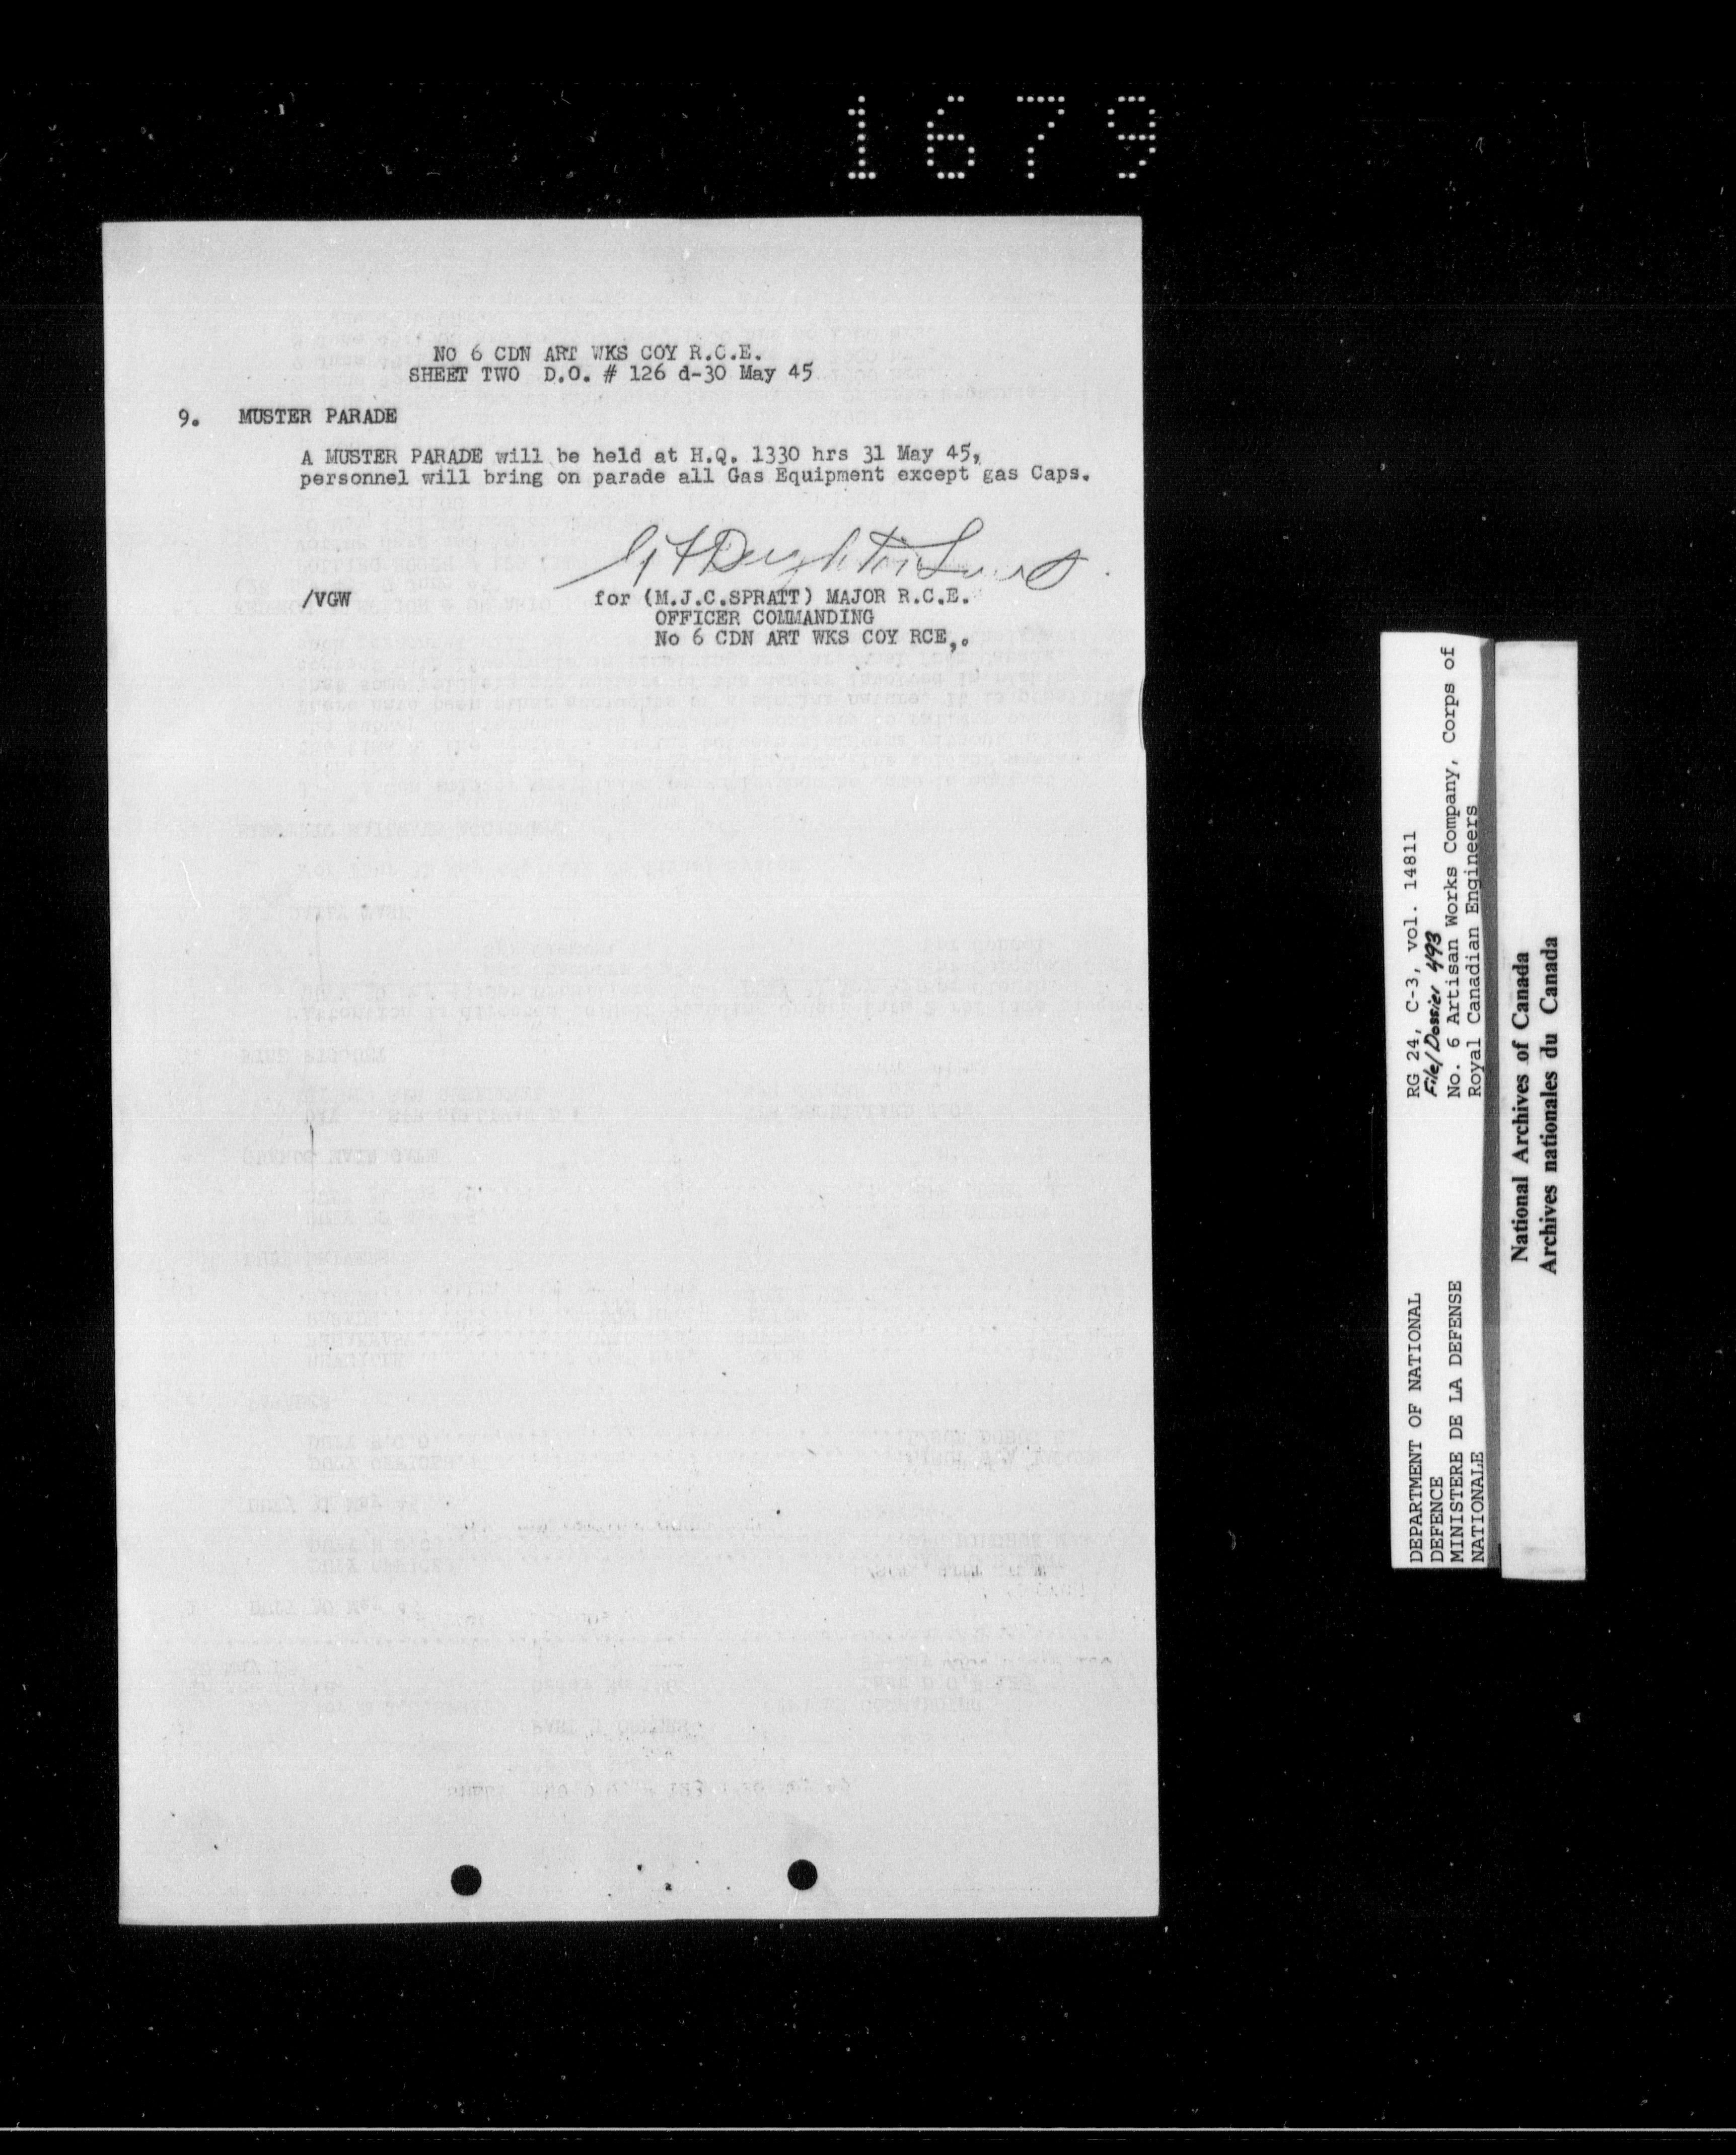 1679
NO 6 CDN ART WKS COY R.C.E.
SHEET TWO D.O. # 126 d-30 May 45
9. MUSTER PARADE
A MUSTER PARADE will be held at H.Q. 1330 hrs 31 May 45,
personnel will bring on parade all Gas Equipment except gas Caps.
/VGW for (M.J.C.SPRATT) MAJOR R.C.E.
OFFICER COMMANDING
No 6 CDN ART WKS COY RCE,.
RG 24, C-3, vol. 14811
File/Dossier 493
No. 6 Artisan Works Company, Corps of
Royal Canadian Engineers
DEPARTMENT OF NATIONAL
DEFENCE
MINISTERE DE LA DEFENSE
NATIONALE
National Archives of Canada
Archives nationales du Canada